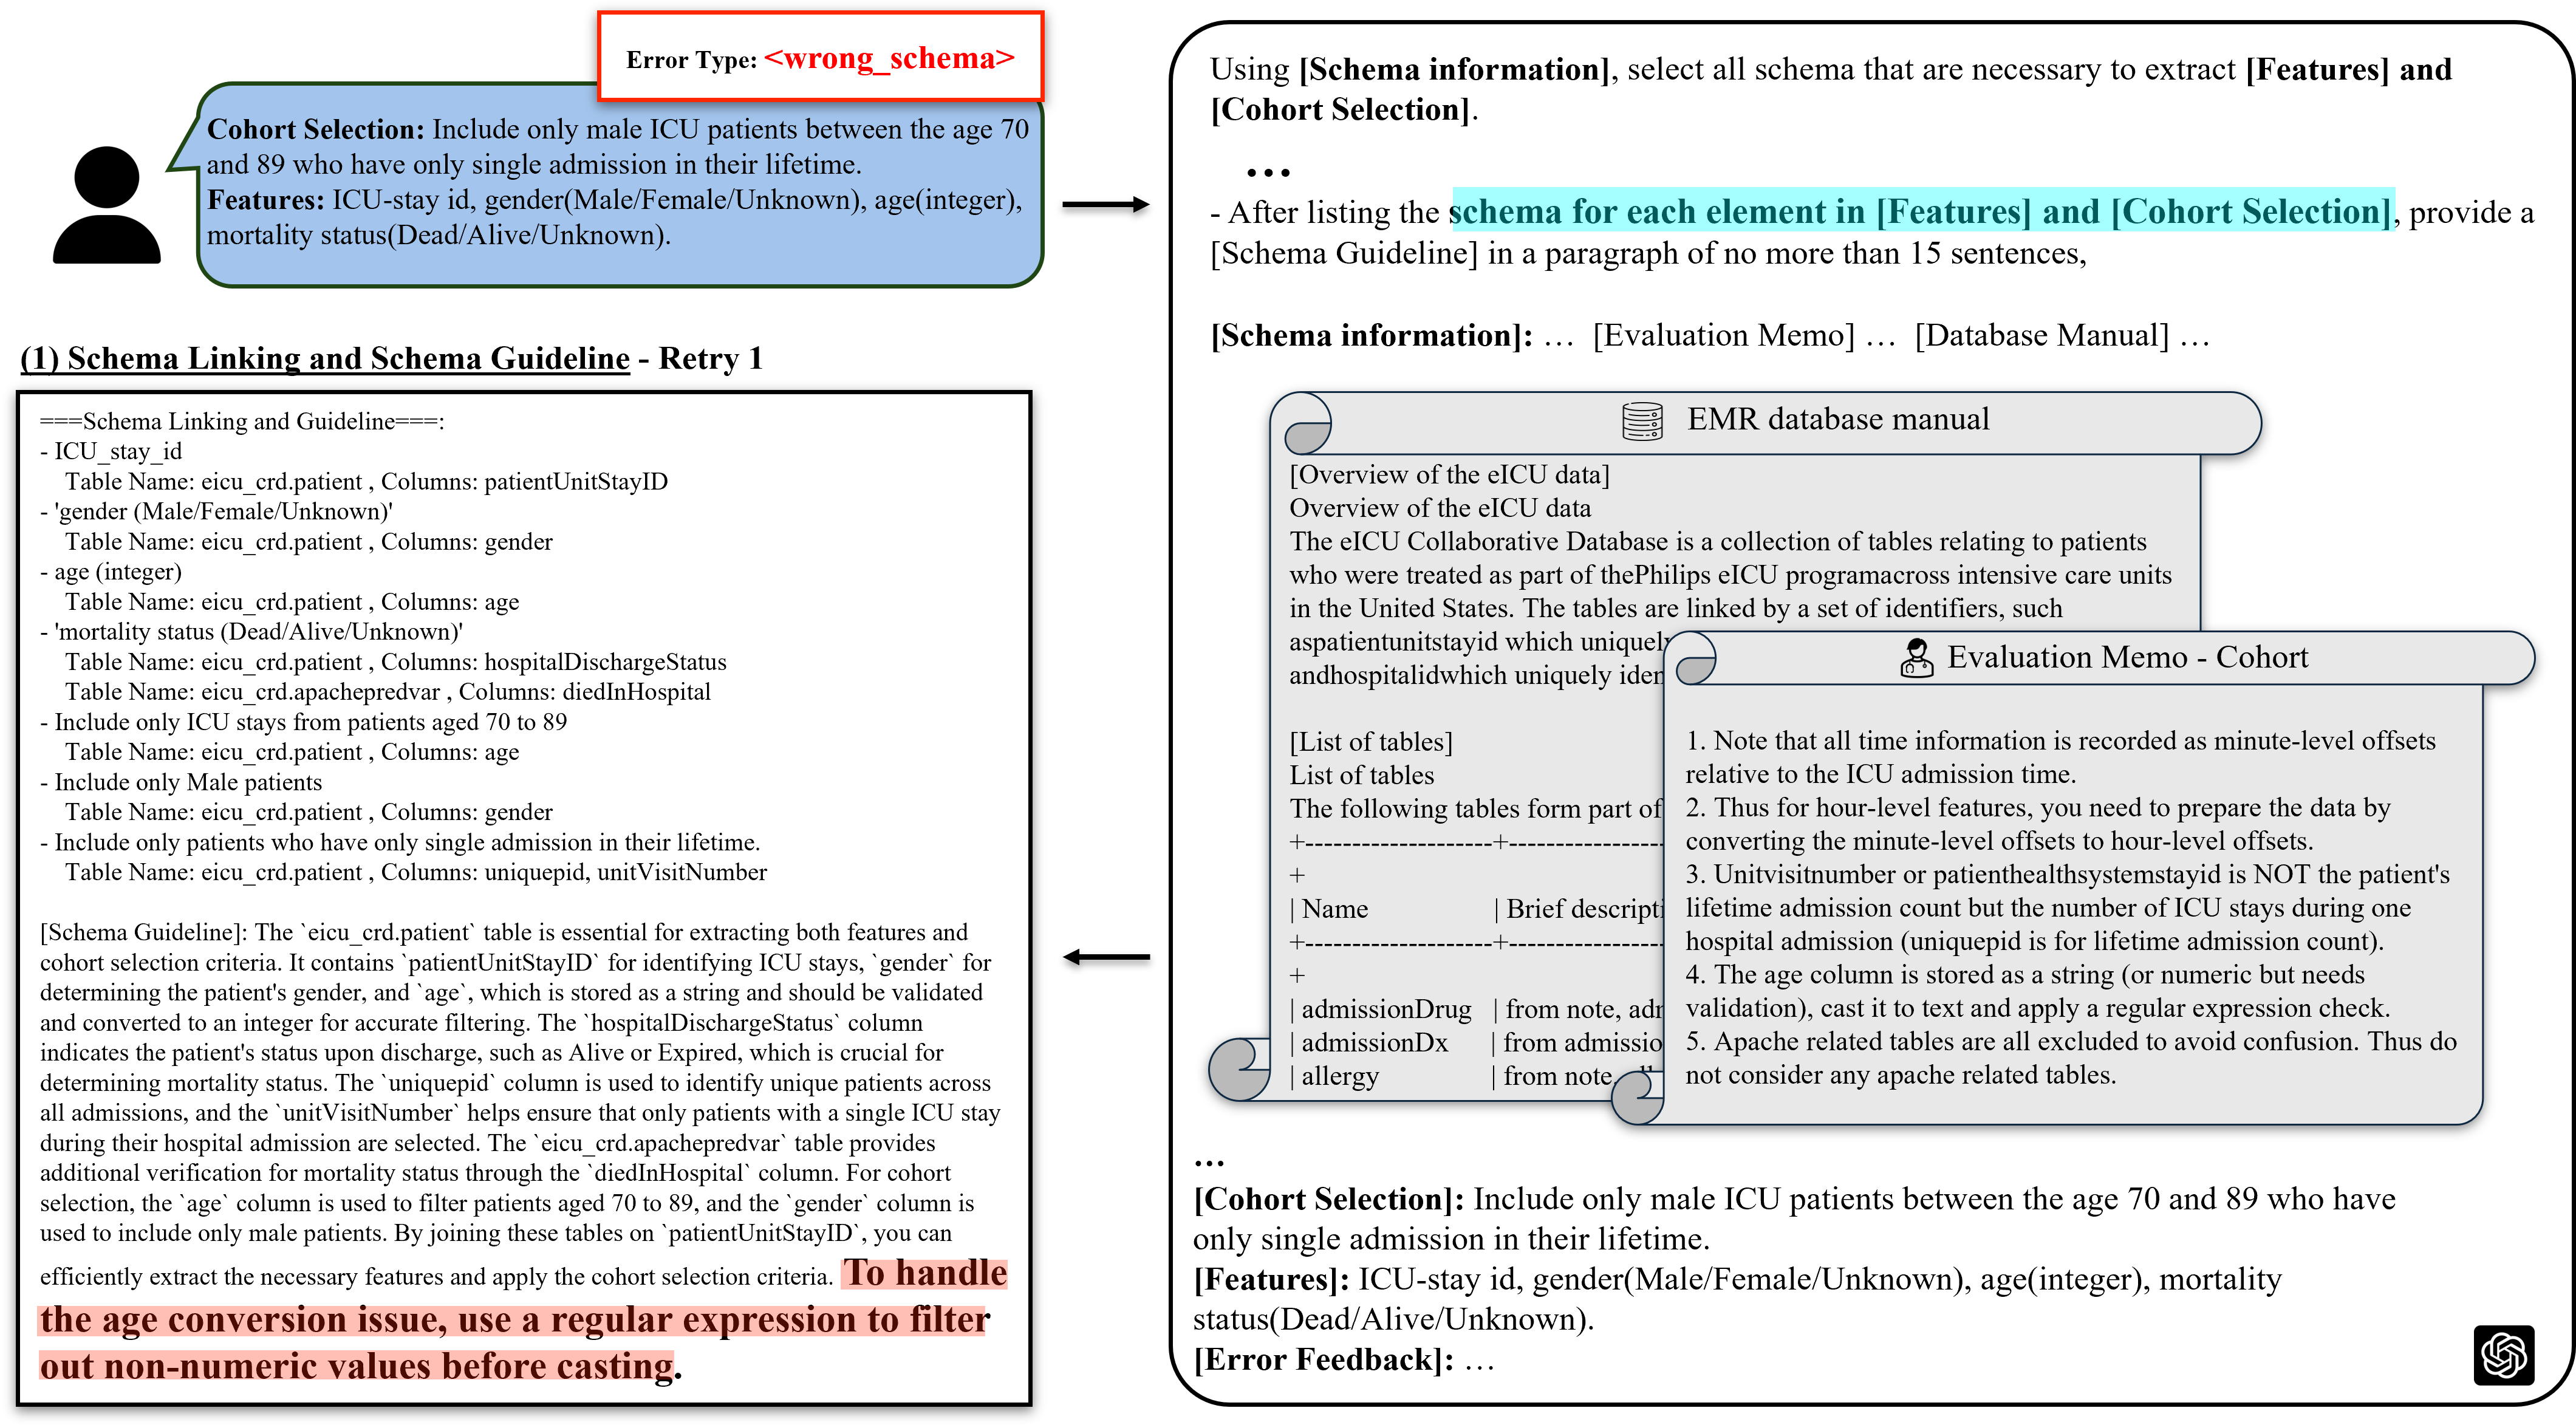 Error Type: <wrong_schema>
Cohort Selection: Include only male ICU patients between the age 70
and 89 who have only single admission in their lifetime.
Features: ICU-stay id, gender(Male/Female/Unknown), age(integer),
mortality status(Dead/Alive/Unknown).
(1) Schema Linking and Schema Guideline - Retry 1
===Schema Linking and Guideline===:
- ICU_stay_id
Table Name: eicu_crd.patient , Columns: patientUnitStayID
- 'gender (Male/Female/Unknown)'
Table Name: eicu_crd.patient , Columns: gender
- age (integer)
Table Name: eicu_crd.patient , Columns: age
- 'mortality status (Dead/Alive/Unknown)'
Table Name: eicu_crd.patient , Columns: hospitalDischargeStatus
Table Name: eicu_crd.apachepredvar , Columns: diedInHospital
- Include only ICU stays from patients aged 70 to 89
Table Name: eicu_crd.patient , Columns: age
- Include only Male patients
Table Name: eicu_crd.patient , Columns: gender
- Include only patients who have only single admission in their lifetime.
Table Name: eicu_crd.patient , Columns: uniquepid, unitVisitNumber
[Schema Guideline]: The `eicu_crd.patient` table is essential for extracting both features and
cohort selection criteria. It contains `patientUnitStayID` for identifying ICU stays, `gender` for
determining the patient's gender, and `age`, which is stored as a string and should be validated
and converted to an integer for accurate filtering. The `hospitalDischargeStatus` column
indicates the patient's status upon discharge, such as Alive or Expired, which is crucial for
determining mortality status. The `uniquepid` column is used to identify unique patients across
all admissions, and the `unitVisitNumber` helps ensure that only patients with a single ICU stay
during their hospital admission are selected. The `eicu_crd.apachepredvar` table provides
additional verification for mortality status through the `diedInHospital` column. For cohort
selection, the `age` column is used to filter patients aged 70 to 89, and the `gender` column is
used to include only male patients. By joining these tables on `patientUnitStayID`, you can
efficiently extract the necessary features and apply the cohort selection criteria. To handle
the age conversion issue, use a regular expression to filter
out non-numeric values before casting.
Using [Schema information], select all schema that are necessary to extract [Features] and
[Cohort Selection].
...
- After listing the schema for each element in [Features] and [Cohort Selection], provide a
[Schema Guideline] in a paragraph of no more than 15 sentences,
[Schema information]: … [Evaluation Memo] … [Database Manual] …
EMR database manual
[Overview of the eICU data]
Overview of the eICU data
The eICU Collaborative Database is a collection of tables relating to patients
who were treated as part of thePhilips eICU programacross intensive care units
in the United States. The tables are linked by a set of identifiers, such
aspatientunitstayid which uniquely
andhospitalidwhich uniquely iden
[List of tables]
List of tables
The following tables form part of
+--------------------+------------------
+
| Name | Brief descripti
+--------------------+------------------
+
| admissionDrug | from note, adm
| admissionDx | from admissio
| allergy | from note,
Evaluation Memo - Cohort
1. Note that all time information is recorded as minute-level offsets
relative to the ICU admission time.
2. Thus for hour-level features, you need to prepare the data by
converting the minute-level offsets to hour-level offsets.
3. Unitvisitnumber or patienthealthsystemstayid is NOT the patient's
lifetime admission count but the number of ICU stays during one
hospital admission (uniquepid is for lifetime admission count).
4. The age column is stored as a string (or numeric but needs
validation), cast it to text and apply a regular expression check.
5. Apache related tables are all excluded to avoid confusion. Thus do
not consider any apache related tables.
...
[Cohort Selection]: Include only male ICU patients between the age 70 and 89 who have
only single admission in their lifetime.
[Features]: ICU-stay id, gender(Male/Female/Unknown), age(integer), mortality
status(Dead/Alive/Unknown).
[Error Feedback]: …